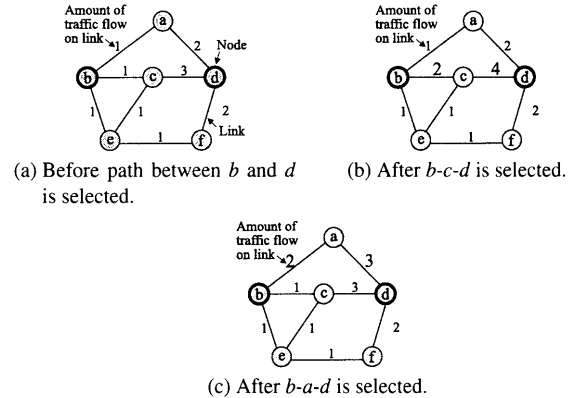 Amount of
traffic flow
on link
a
1
2
Node
b
1
c
3
d
1
1
2
Link
e
1
f
(a) Before path between b and d
is selected.
Amount of
traffic flow
on link
a
1
2
b
2
c
4
d
1
1
2
e
1
f
(b) After b-c-d is selected.
Amount of
traffic flow
on link
a
2
3
b
1
c
3
d
1
1
2
e
1
f
(c) After b-a-d is selected.